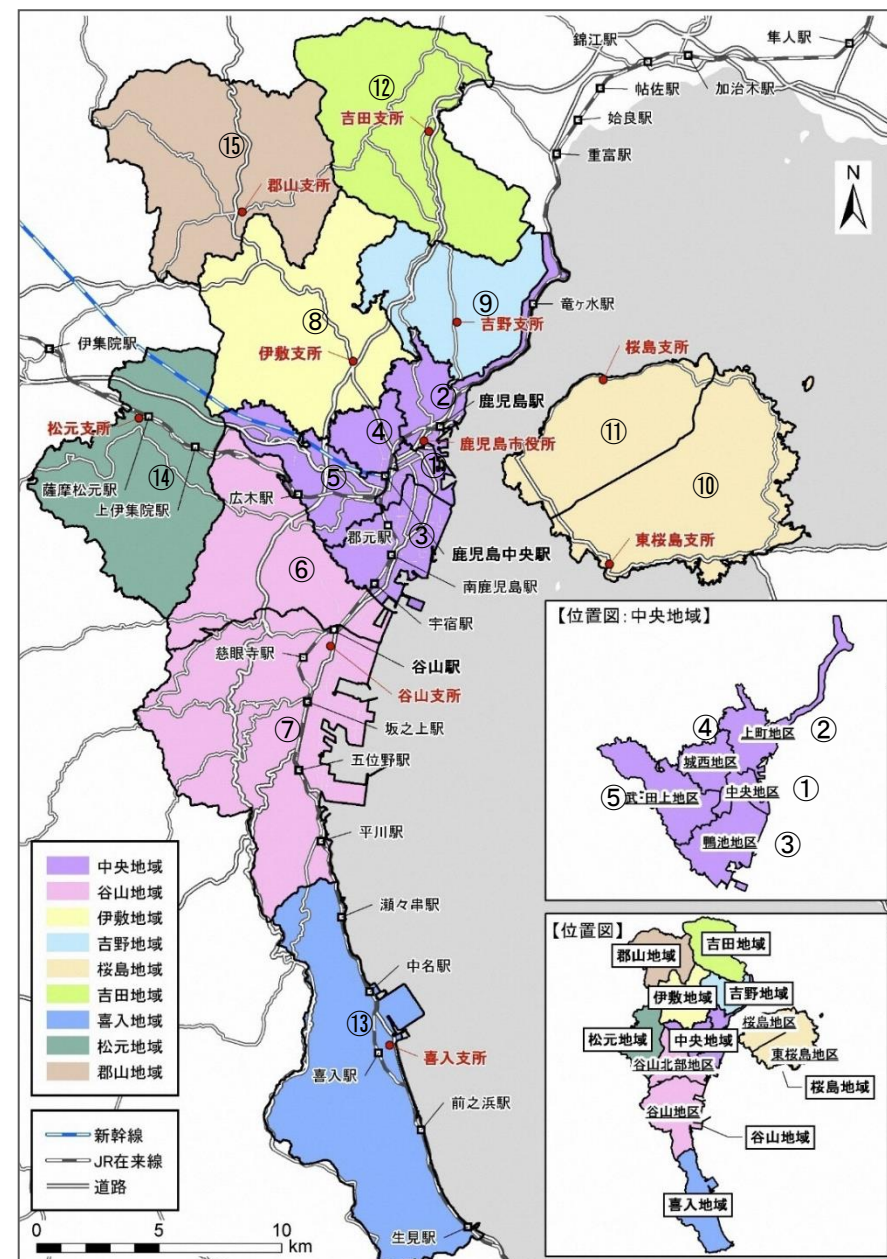 錦江駅
隼人駅
帖佐駅
加治木駅
姶良駅
重富駅
⑫
吉田支所
⑮
郡山支所
N
⑨
竜ヶ水駅
吉野支所
⑧
伊敷支所
伊集院駅
桜島支所
②
鹿児島駅
⑪
松元支所
④
鹿児島市役所
①
⑩
⑭
⑤
薩摩松元駅
広木駅
上伊集院駅
郡元駅
③
鹿児島中央駅
東桜島支所
⑥
南鹿児島駅
宇宿駅
慈眼寺駅
谷山駅
谷山支所
坂之上駅
⑦
五位野駅
平川駅
瀬々串駅
中名駅
⑬
喜入支所
喜入駅
前之浜駅
生見駅
【位置図:中央地域】
④
上町地区
②
城西地区
⑤
武・田上地区
中央地区
①
鴨池地区
③
【位置図】
吉田地域
郡山地域
伊敷地域
吉野地域
桜島地区
松元地域
中央地域
東桜島地区
谷山北部地区
桜島地域
谷山地区
谷山地域
喜入地域
中央地域
谷山地域
伊敷地域
吉野地域
桜島地域
吉田地域
喜入地域
松元地域
郡山地域
新幹線
JR在来線
道路
0 5 10
km